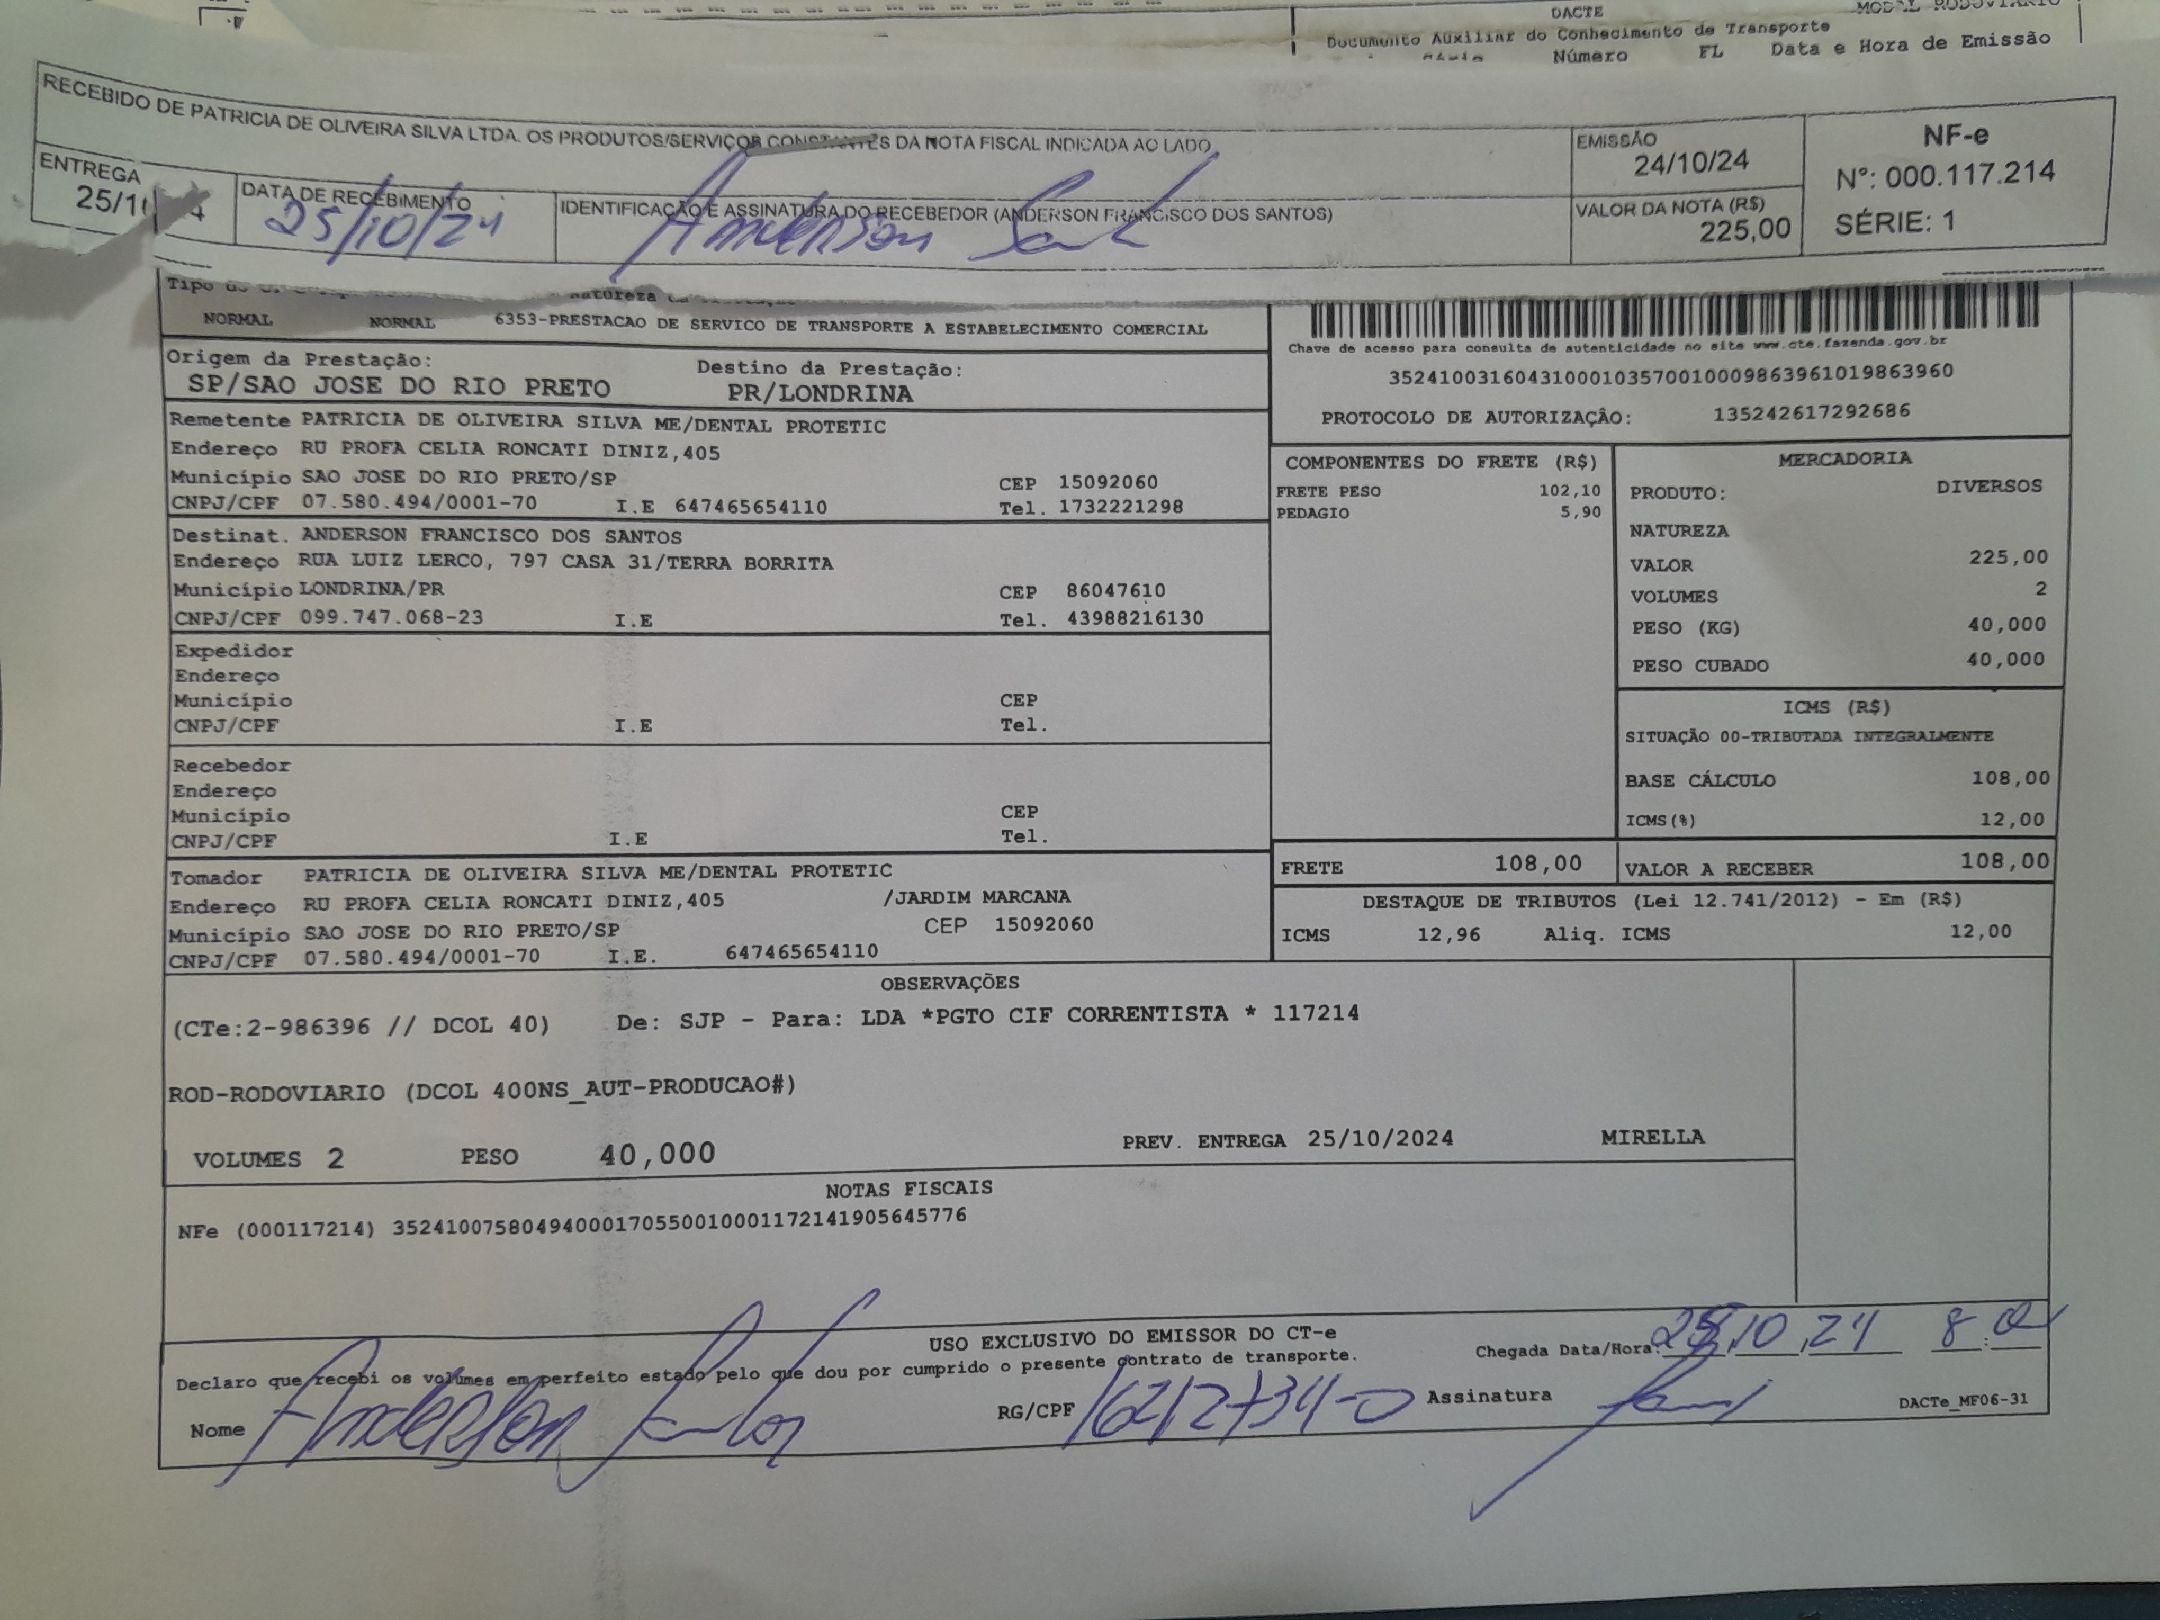 DACTE
MODAL RODOVIARIO
Documento Auxiliar do Conhecimento de Transporte
Número FL Data e Hora de Emissão
RECEBIDO DE PATRICIA DE OLIVEIRA SILVA LTDA. OS PRODUTOS/SERVIÇOS CONSTANTES DA NOTA FISCAL INDICADA AO LADO
EMISSÃO
24/10/24
NF-e
Nº: 000.117.214
SÉRIE: 1
ENTREGA
DATA DE RECEBIMENTO
25/10/24
IDENTIFICAÇÃO E ASSINATURA DO RECEBEDOR (ANDERSON FRANCISCO DOS SANTOS)
Anderson
VALOR DA NOTA (R$)
225,00
NORMAL NORMAL 6353-PRESTACAO DE SERVICO DE TRANSPORTE A ESTABELECIMENTO COMERCIAL
Chave de acesso para consulta de autenticidade no site www.cte.fazenda.gov.br
35241003160431000103570010009863961019863960
PROTOCOLO DE AUTORIZAÇÃO: 135242617292686
Origem da Prestação: Destino da Prestação:
SP/SAO JOSE DO RIO PRETO PR/LONDRINA
Remetente PATRICIA DE OLIVEIRA SILVA ME/DENTAL PROTETIC
Endereço RU PROFA CELIA RONCATI DINIZ,405
Município SAO JOSE DO RIO PRETO/SP CEP 15092060
CNPJ/CPF 07.580.494/0001-70 I.E 647465654110 Tel. 1732221298
Destinat. ANDERSON FRANCISCO DOS SANTOS
Endereço RUA LUIZ LERCO, 797 CASA 31/TERRA BORRITA
Município LONDRINA/PR CEP 86047610
CNPJ/CPF 099.747.068-23 I.E Tel. 43988216130
Expedidor
Endereço
Município CEP
CNPJ/CPF I.E Tel.
Recebedor
Endereço
Município CEP
CNPJ/CPF I.E Tel.
Tomador PATRICIA DE OLIVEIRA SILVA ME/DENTAL PROTETIC
Endereço RU PROFA CELIA RONCATI DINIZ,405 /JARDIM MARCANA
Município SAO JOSE DO RIO PRETO/SP CEP 15092060
CNPJ/CPF 07.580.494/0001-70 I.E. 647465654110
COMPONENTES DO FRETE (R$)
FRETE PESO 102,10
PEDAGIO 5,90
MERCADORIA
PRODUTO: DIVERSOS
NATUREZA
VALOR 225,00
VOLUMES 2
PESO (KG) 40,000
PESO CUBADO 40,000
ICMS (R$)
SITUAÇÃO 00-TRIBUTADA INTEGRALMENTE
BASE CÁLCULO 108,00
ICMS(%) 12,00
FRETE 108,00 VALOR A RECEBER 108,00
DESTAQUE DE TRIBUTOS (Lei 12.741/2012) - Em (R$)
ICMS 12,96 Aliq. ICMS 12,00
OBSERVAÇÕES
(CTe:2-986396 // DCOL 40) De: SJP - Para: LDA *PGTO CIF CORRENTISTA * 117214
ROD-RODOVIARIO (DCOL 400NS_AUT-PRODUCAO#)
VOLUMES 2 PESO 40,000 PREV. ENTREGA 25/10/2024 MIRELLA
NOTAS FISCAIS
NFe (000117214) 35241007580494000170550010001172141905645776
USO EXCLUSIVO DO EMISSOR DO CT-e
Chegada Data/Hora: 25 10 24 8:
Declaro que recebi os volumes em perfeito estado pelo que dou por cumprido o presente contrato de transporte.
Nome Anderson Santos RG/CPF Assinatura
DACTe_MF06-31